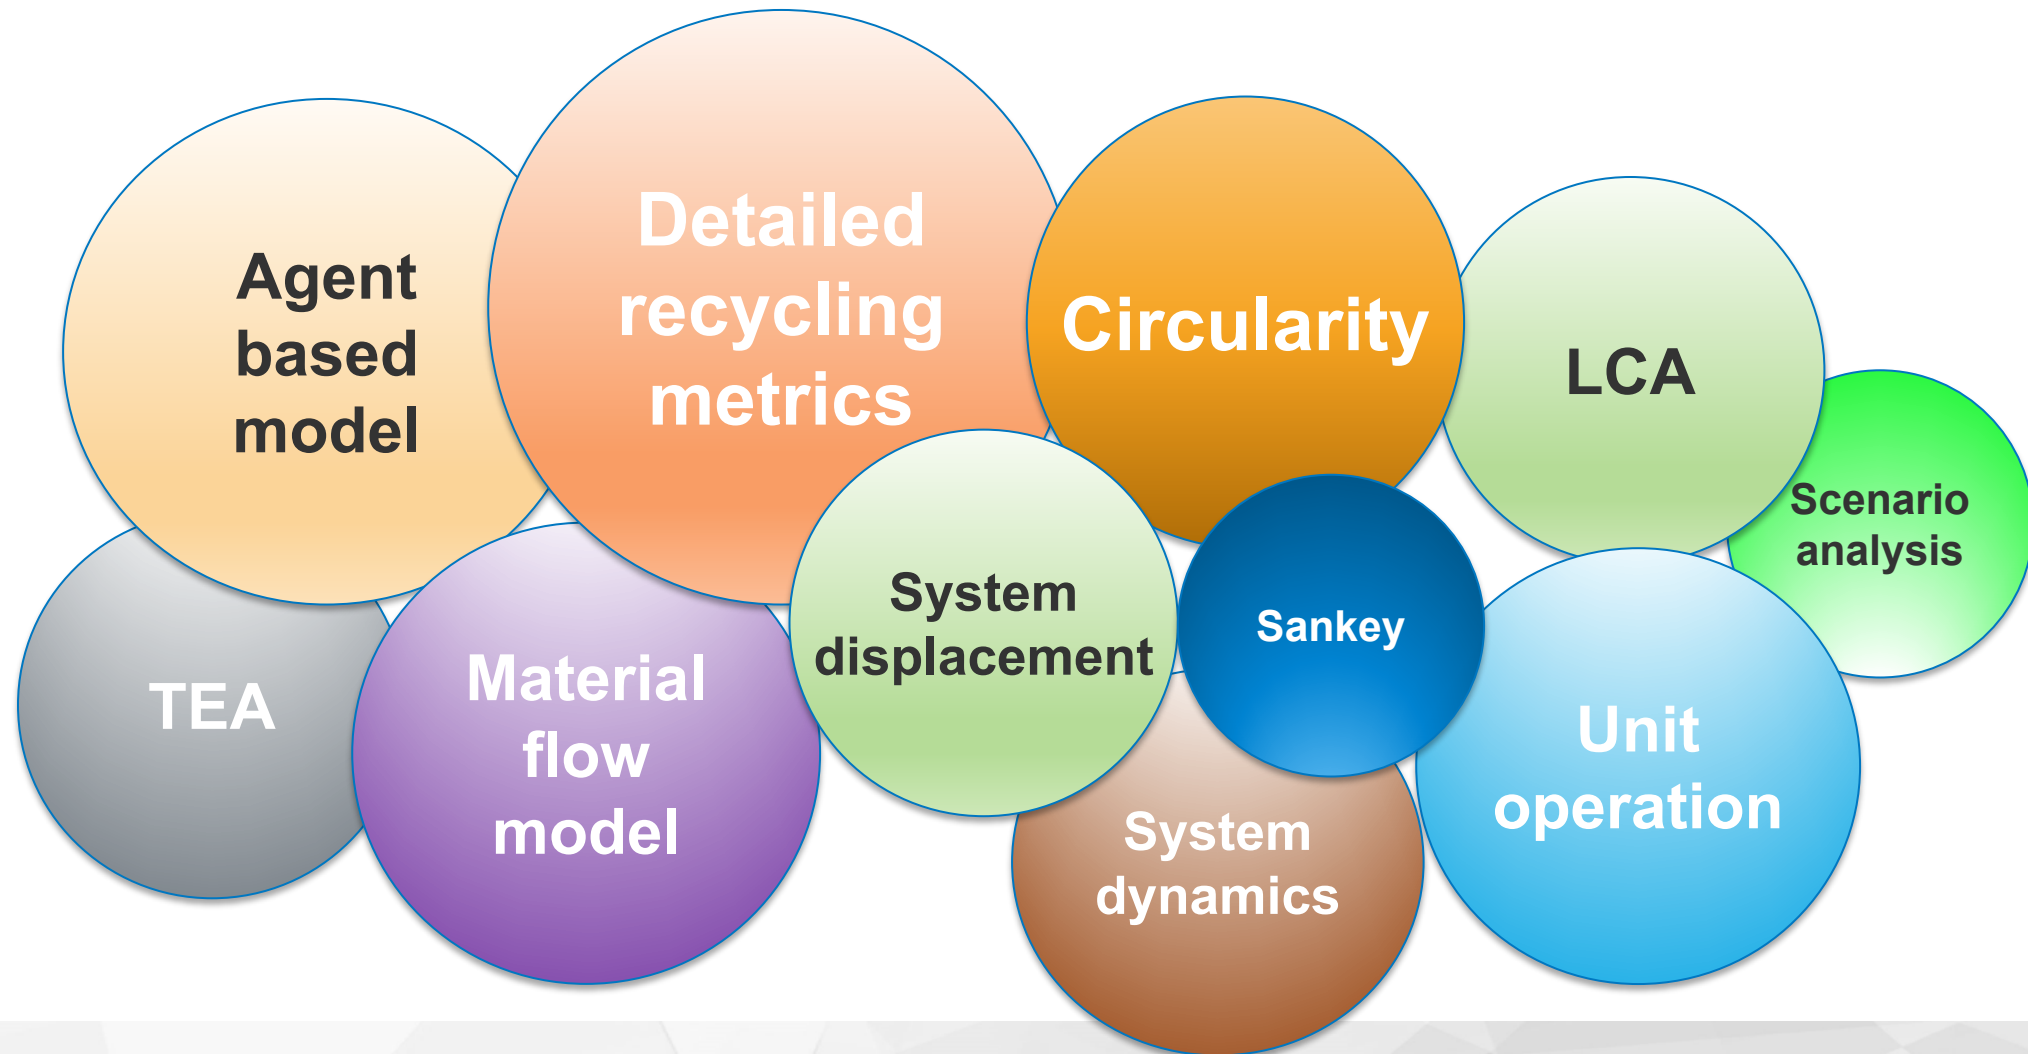 Agent
based
model
Detailed
recycling
metrics
Circularity
LCA
Scenario
analysis
TEA
Material
flow
model
System
displacement
Sankey
System
dynamics
Unit
operation